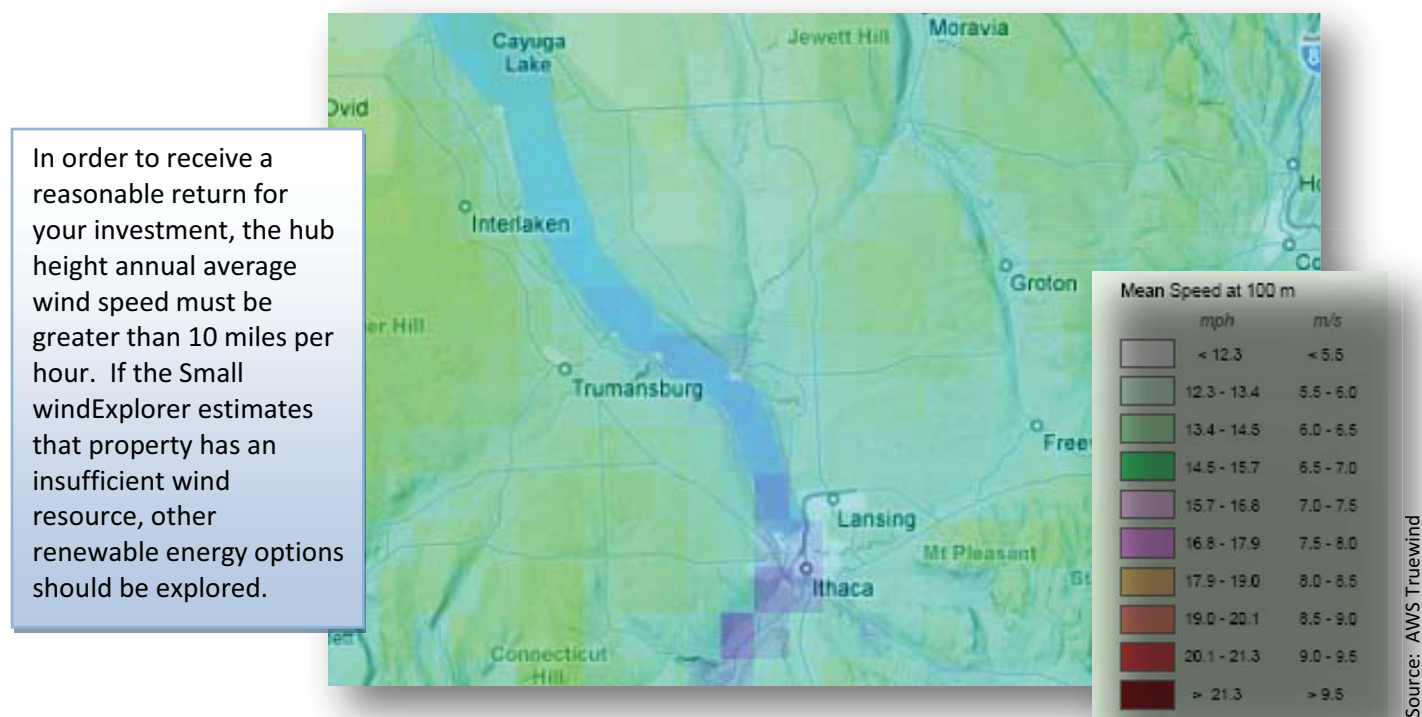 In order to receive a
reasonable return for
your investment, the hub
height annual average
wind speed must be
greater than 10 miles per
hour. If the Small
windExplorer estimates
that property has an
insufficient wind
resource, other
renewable energy options
should be explored.
Cayuga
Lake
Jewett Hill
Moravia
Ovid
Interlaken
Groton
er Hill
Trumansburg
Free
Lansing
Mt Pleasant
Ithaca
Connecticut
Hill
Mean Speed at 100 m
mph m/s
< 12.3 < 5.5
12.3 - 13.4 5.5 - 6.0
13.4 - 14.5 6.0 - 6.5
14.5 - 15.7 6.5 - 7.0
15.7 - 16.8 7.0 - 7.5
16.8 - 17.9 7.5 - 8.0
17.9 - 19.0 8.0 - 8.5
19.0 - 20.1 8.5 - 9.0
20.1 - 21.3 9.0 - 9.5
> 21.3 > 9.5
Source: AWS Truewind